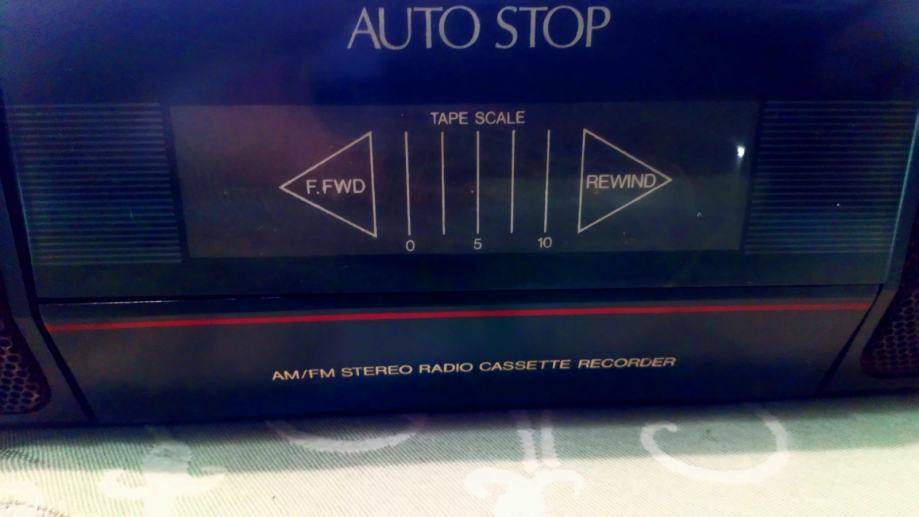 AUTO STOP
TAPE SCALE
F.FWD
REWIND
0 5 10
AM/FM STEREO RADIO CASSETTE RECORDER